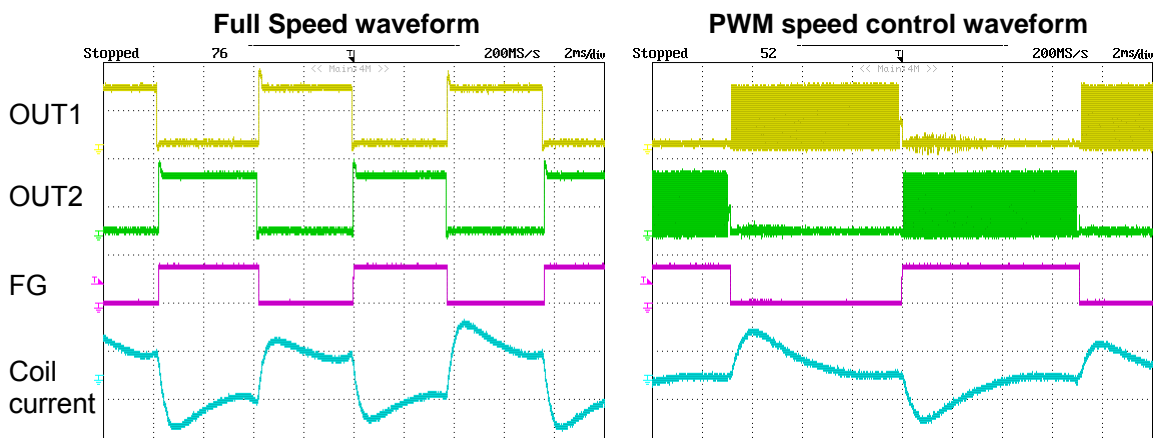 Full Speed waveform
PWM speed control waveform
Stopped 76 T 200MS/s 2ms/div
<< Main:4M >>
Stopped 52 T 200MS/s 2ms/div
<< Main:4M >>
OUT1
OUT2
FG
T
T
Coil
current